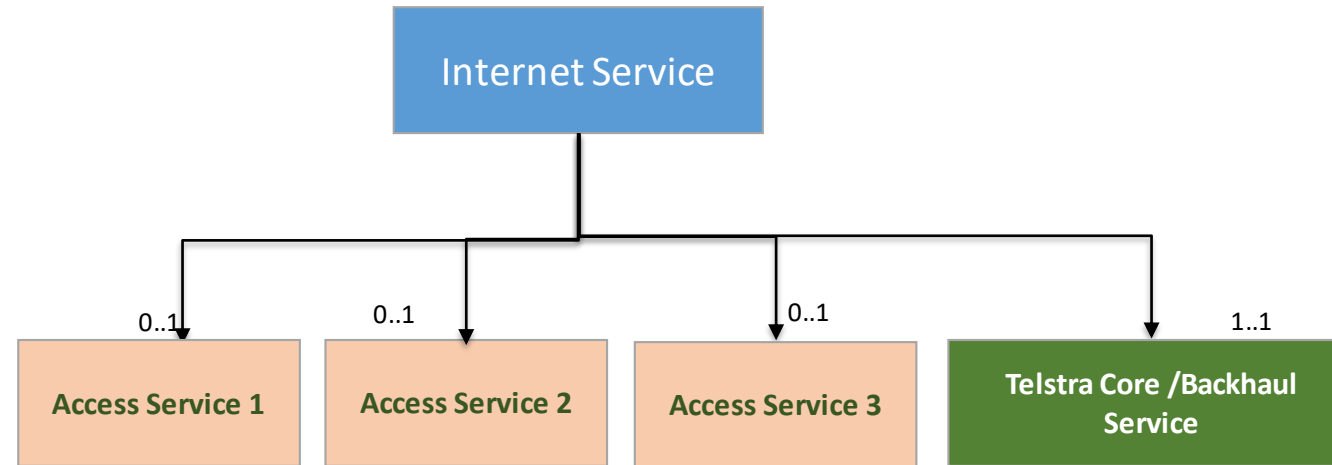 Internet Service
0..1
0..1
0..1
1..1
Access Service 1
Access Service 2
Access Service 3
Telstra Core /Backhaul
Service